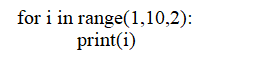 for i in range(1,10,2):
print(i)